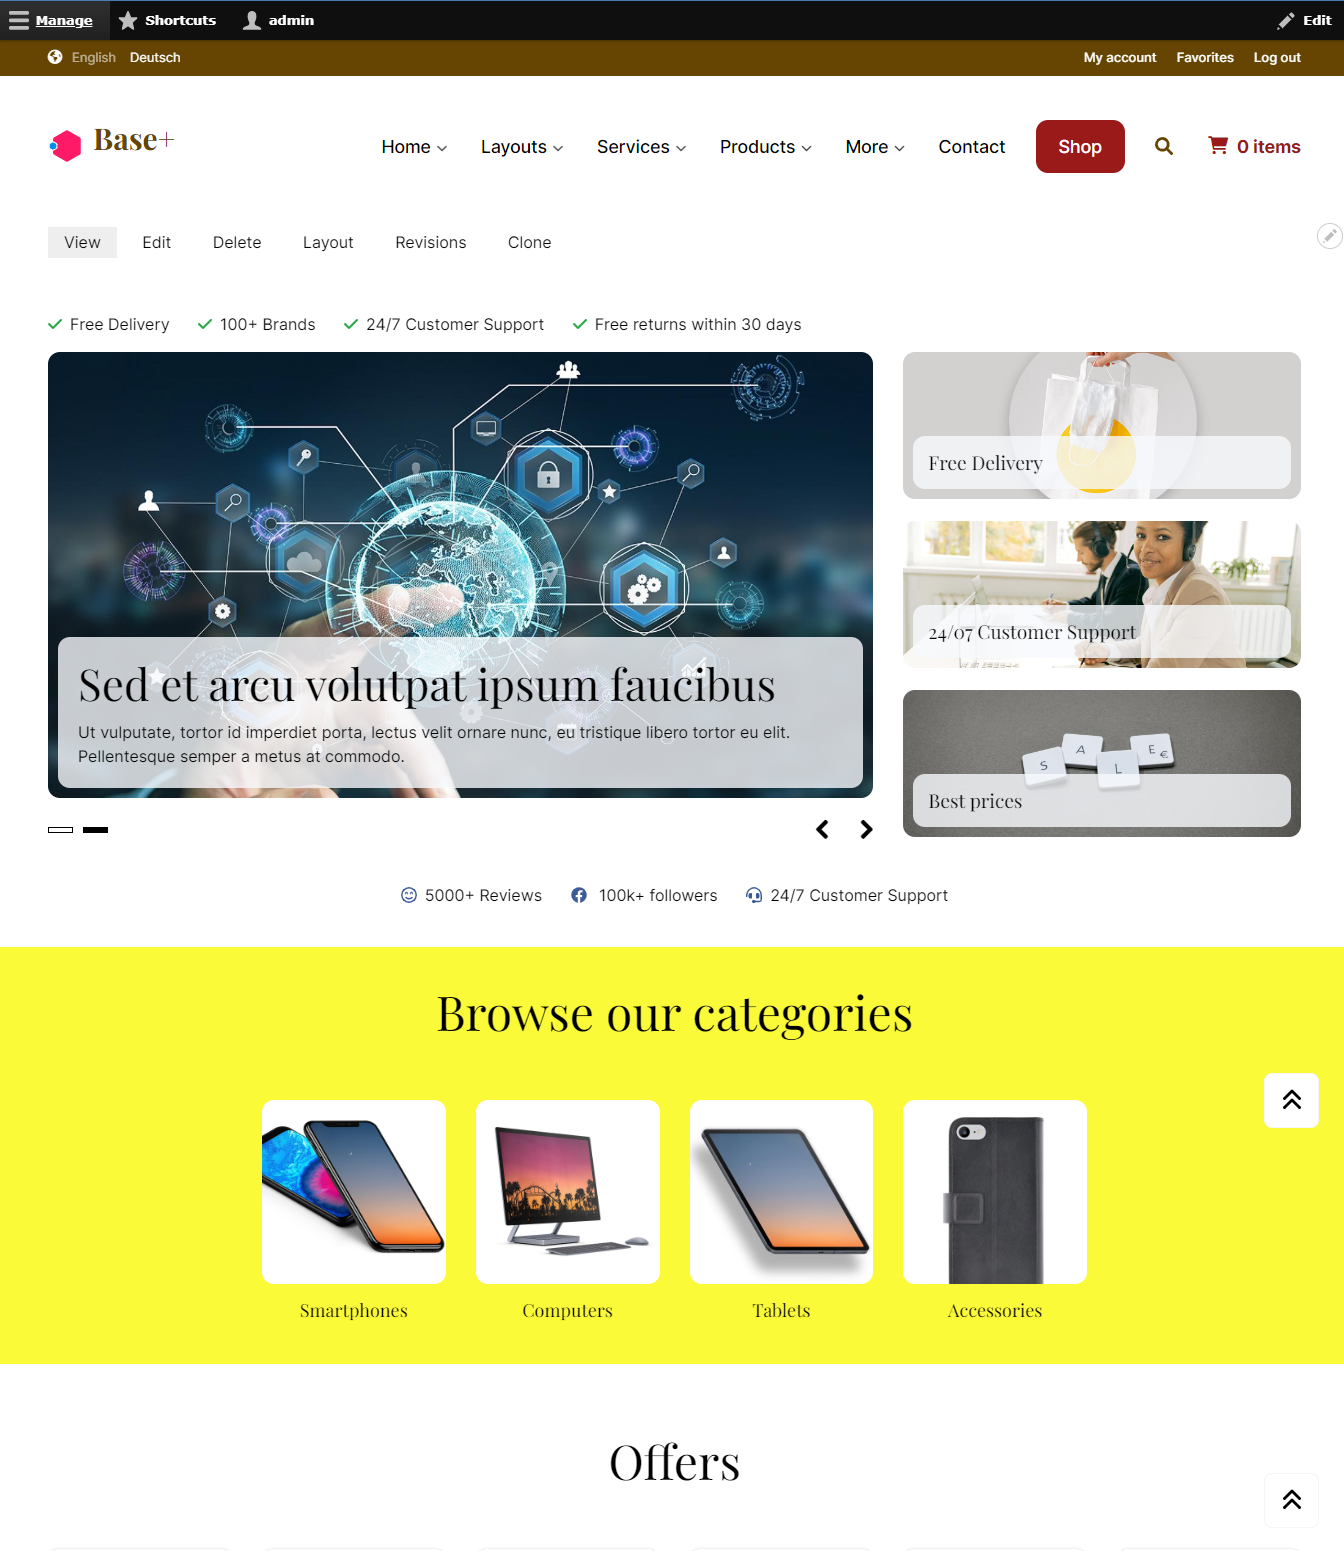 Manage Shortcuts admin Edit
English Deutsch My account Favorites Log out
Base+ Home Layouts Services Products More Contact Shop 0 items
View Edit Delete Layout Revisions Clone
Free Delivery 100+ Brands 24/7 Customer Support Free returns within 30 days
Sed et arcu volutpat ipsum faucibus
Ut vulputate, tortor id imperdiet porta, lectus velit ornare nunc, eu tristique libero tortor eu elit.
Pellentesque semper a metus at commodo.
Free Delivery
24/07 Customer Support
S A L E €
Best prices
5000+ Reviews 100k+ followers 24/7 Customer Support
Browse our categories
Smartphones Computers Tablets Accessories
Offers